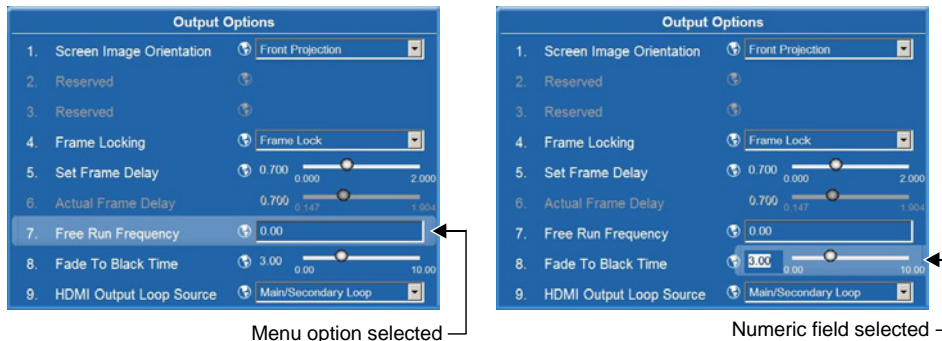 Output Options
1. Screen Image Orientation Front Projection
2. Reserved
3. Reserved
4. Frame Locking Frame Lock
5. Set Frame Delay 0.700 0.000 2.000
6. Actual Frame Delay 0.700 0.147 1.904
7. Free Run Frequency 0.00
8. Fade To Black Time 3.00 0.00 10.00
9. HDMI Output Loop Source Main/Secondary Loop
Menu option selected
Output Options
1. Screen Image Orientation Front Projection
2. Reserved
3. Reserved
4. Frame Locking Frame Lock
5. Set Frame Delay 0.700 0.000 2.000
6. Actual Frame Delay 0.700 0.147 1.904
7. Free Run Frequency 0.00
8. Fade To Black Time 3.00 0.00 10.00
9. HDMI Output Loop Source Main/Secondary Loop
Numeric field selected